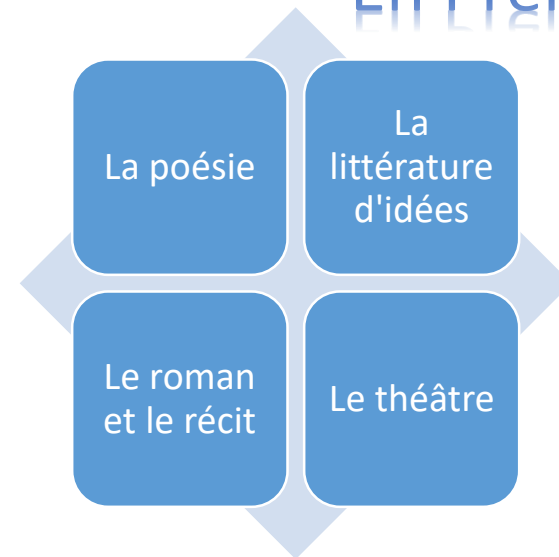 La poésie
La
littérature
d'idées
Le roman
et le récit
Le théâtre